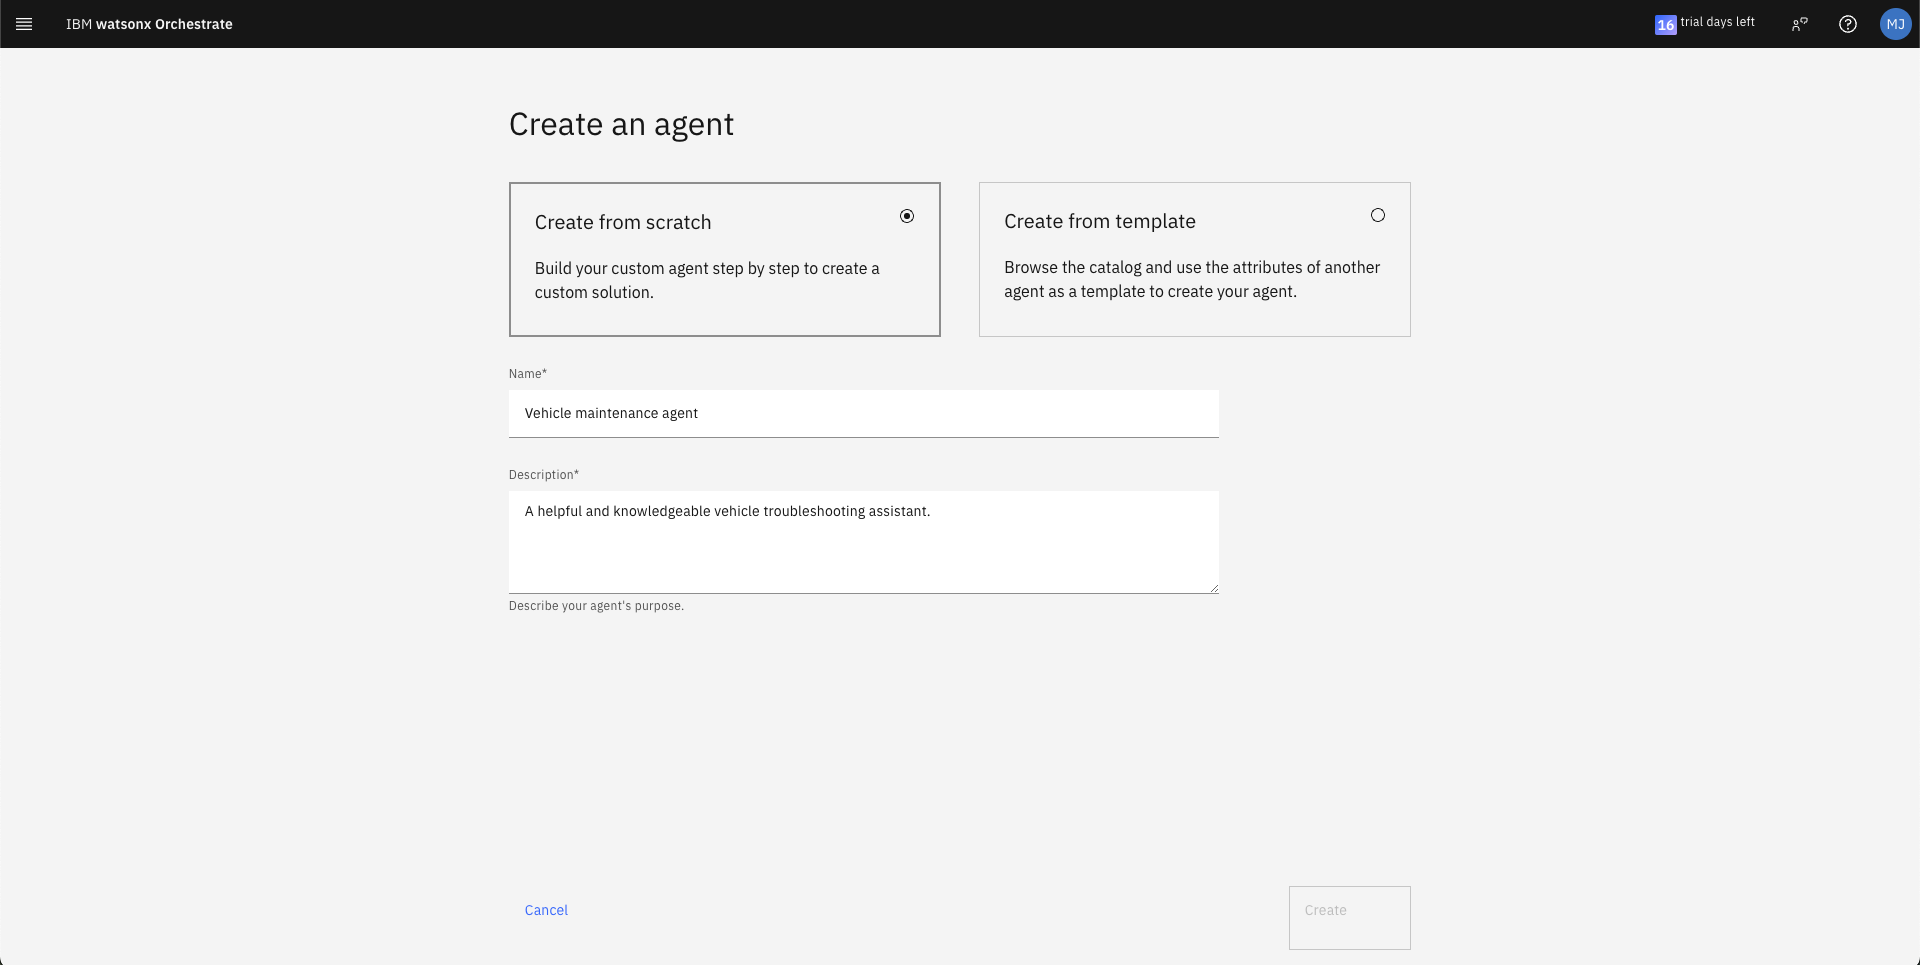 IBM watsonx Orchestrate
16 trial days left
MJ
Create an agent
Create from scratch
Build your custom agent step by step to create a
custom solution.
Create from template
Browse the catalog and use the attributes of another
agent as a template to create your agent.
Name*
Vehicle maintenance agent
Description*
A helpful and knowledgeable vehicle troubleshooting assistant.
Describe your agent's purpose.
Cancel
Create